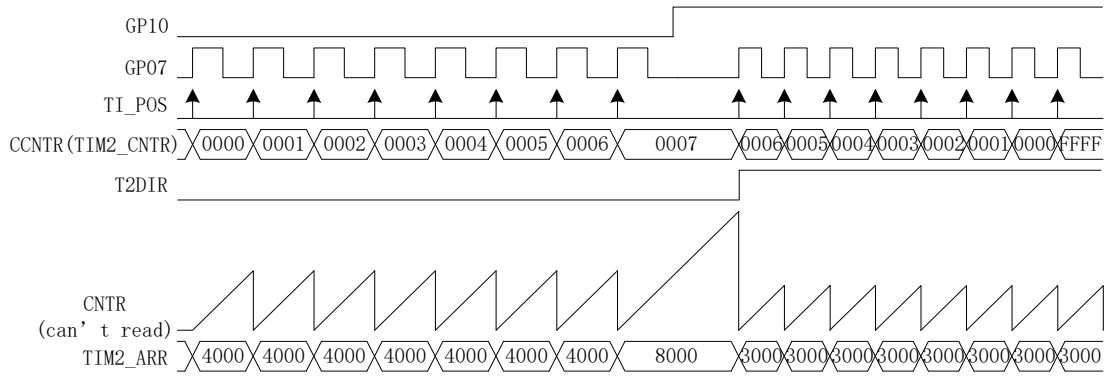 GP10
GP07
TI_POS
CCNTR(TIM2_CNTR) 0000 0001 0002 0003 0004 0005 0006 0007 0006 0005 0004 0003 0002 0001 0000 FFFF
T2DIR
CNTR
(can't read)
TIM2_ARR 4000 4000 4000 4000 4000 4000 4000 8000 3000 3000 3000 3000 3000 3000 3000 3000